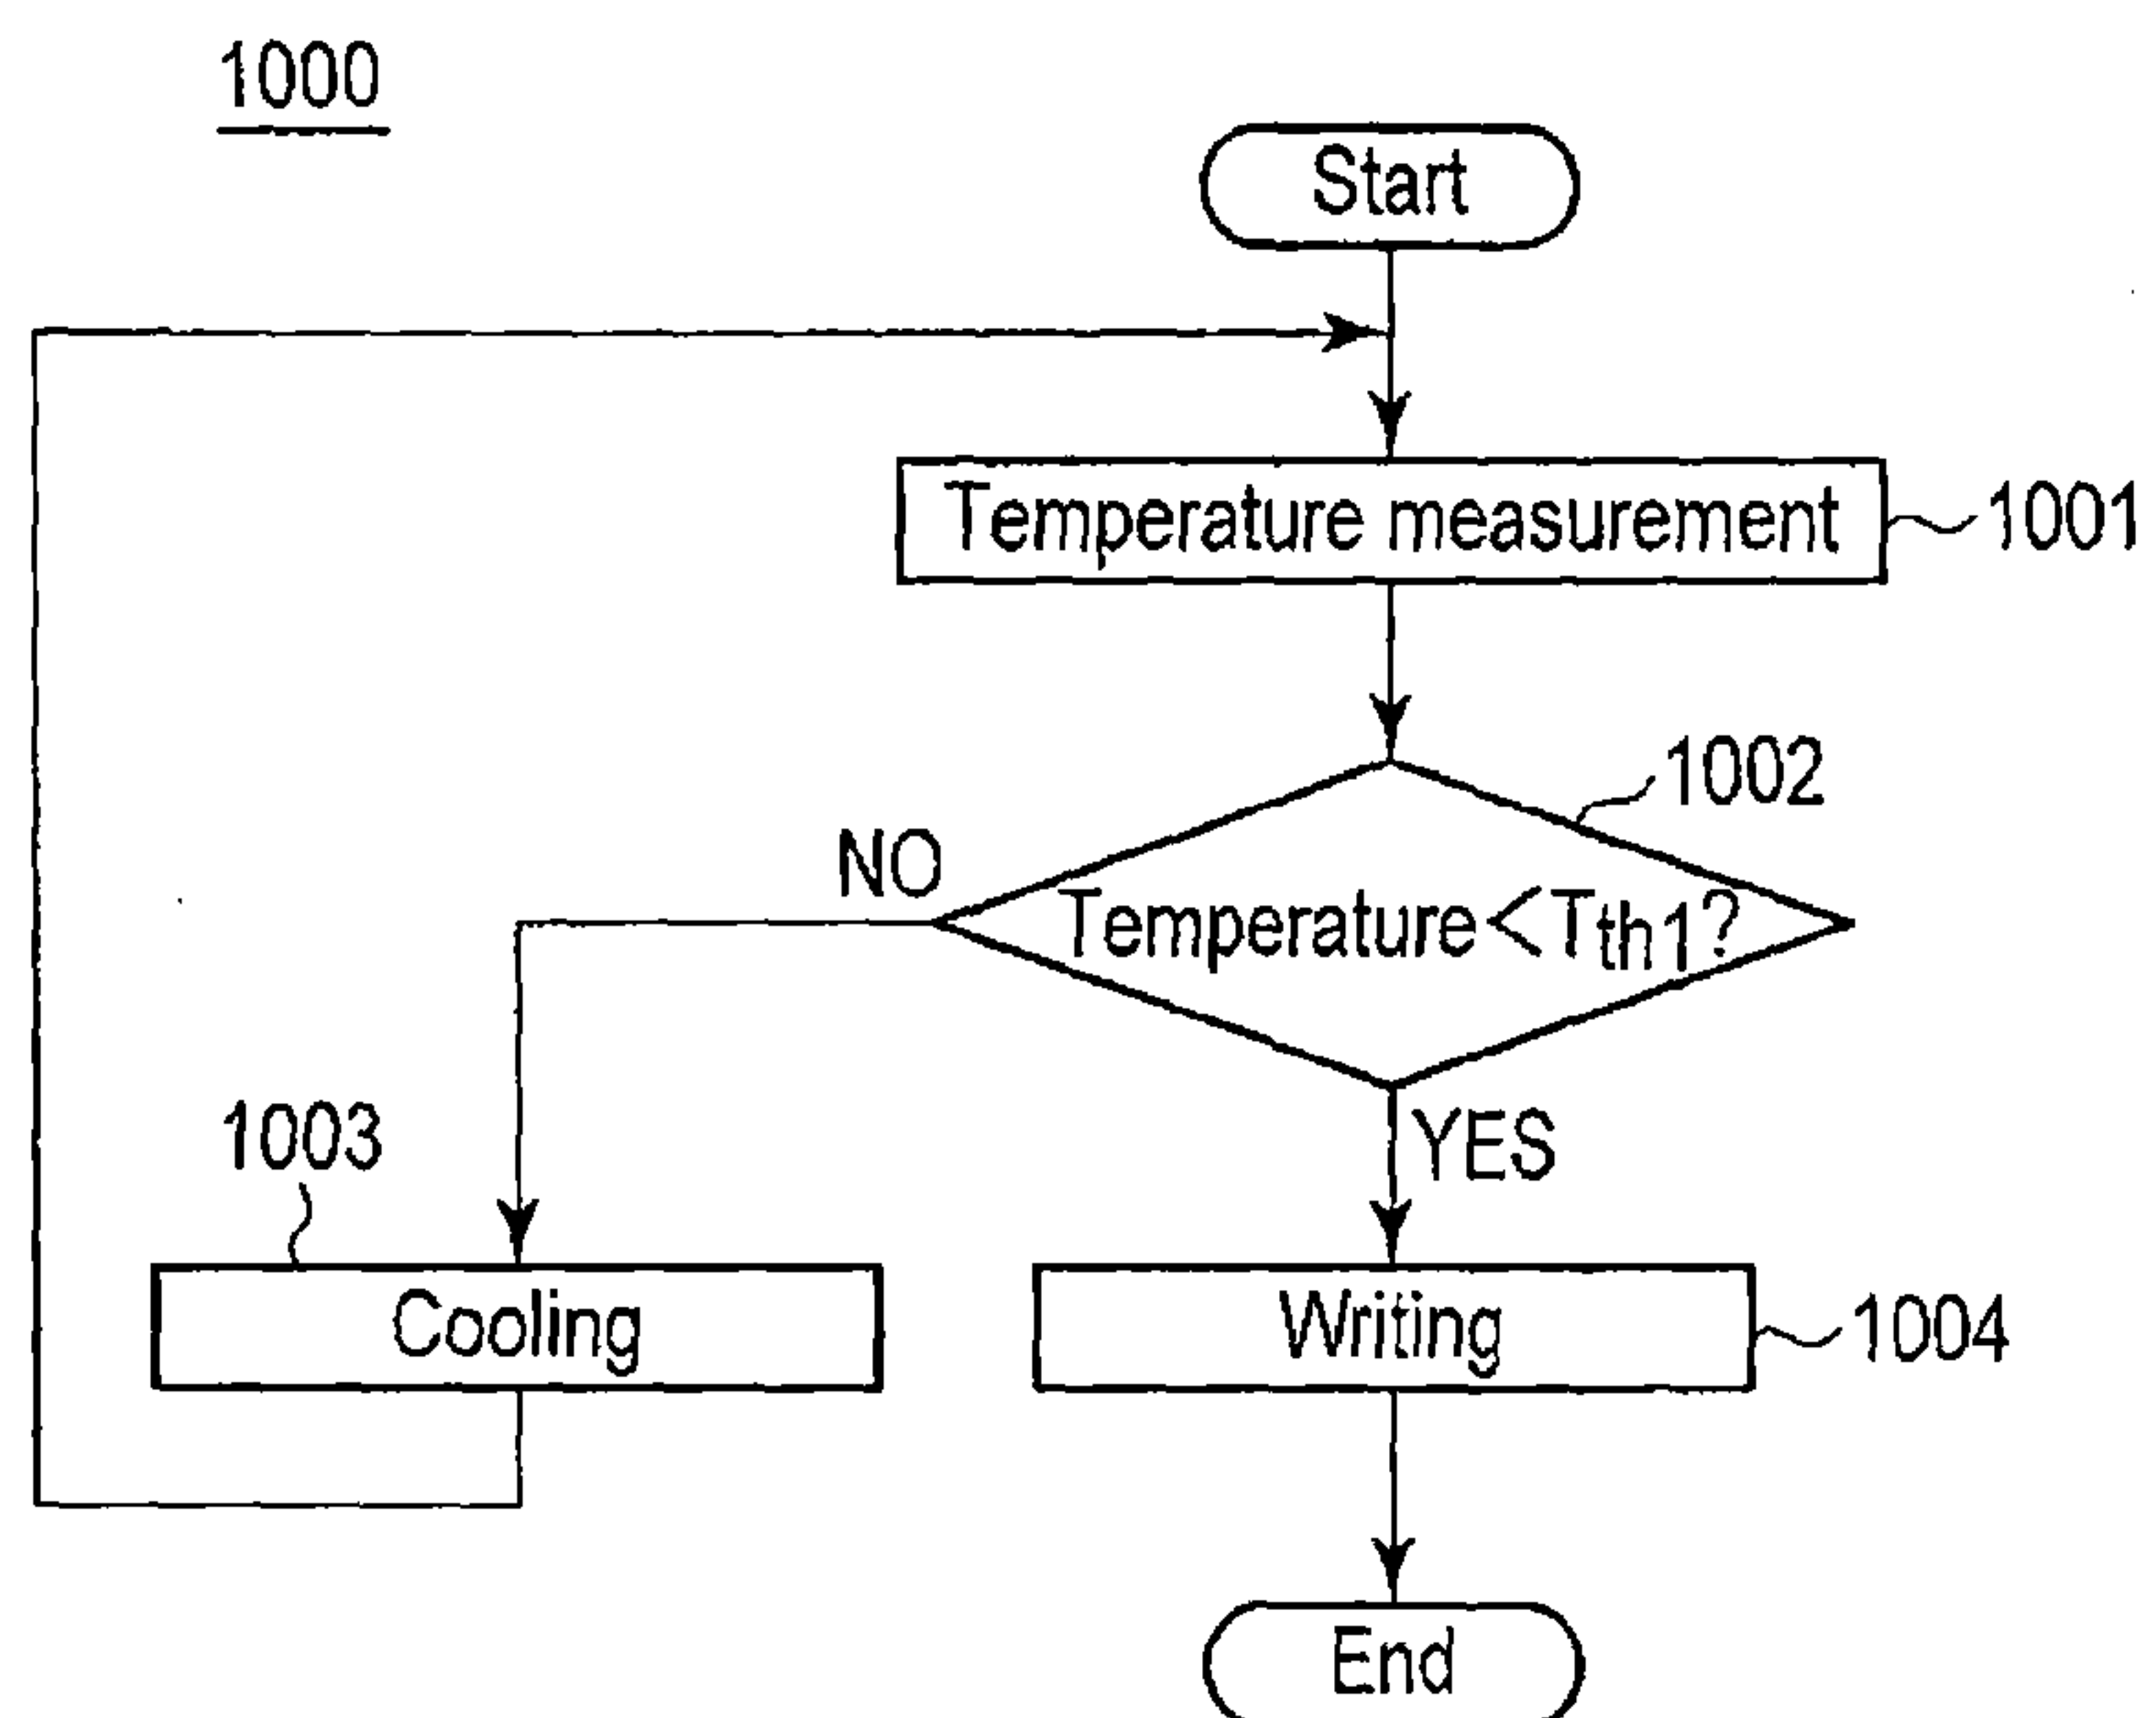 1000
Start
Temperature measurement
1001
1002
NO
Temperature<Tth1?
YES
1003
Cooling
Writing
1004
End